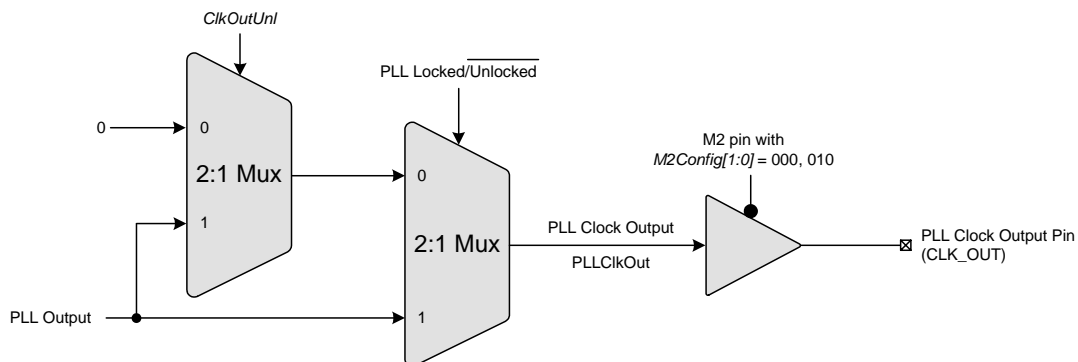 ClkOutUnl
PLL Locked/Unlocked
0
0
2:1 Mux
1
0
2:1 Mux
1
M2 pin with
M2Config[1:0] = 000, 010
PLL Clock Output
PLLClkOut
PLL Clock Output Pin
(CLK_OUT)
PLL Output